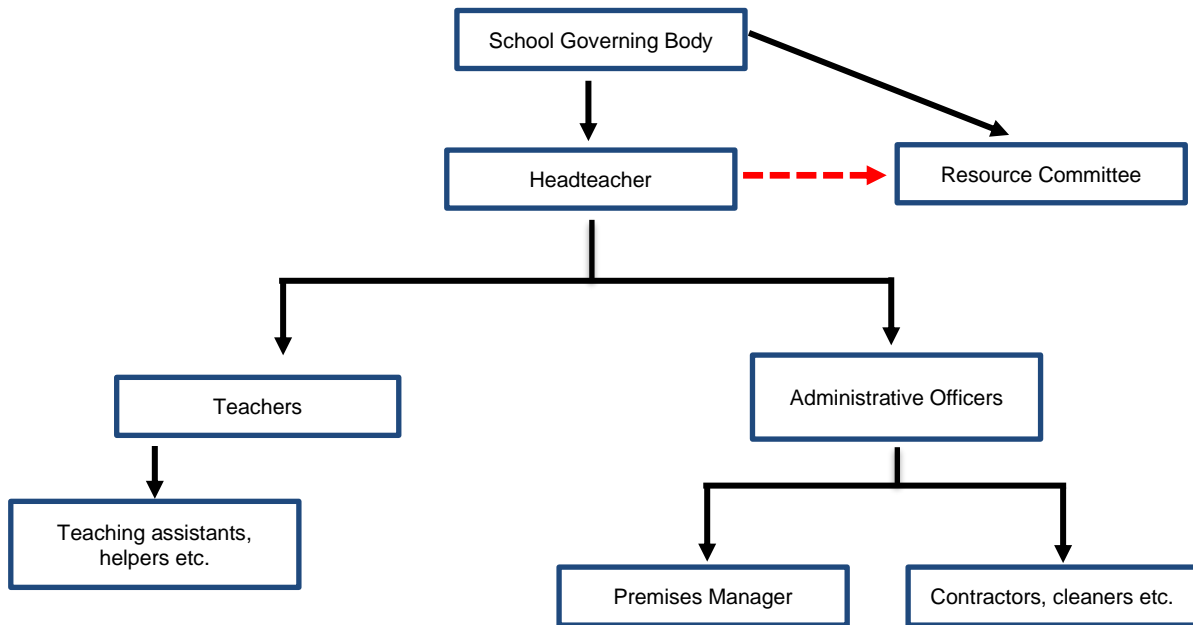 School Governing Body
Headteacher
Resource Committee
Teachers
Administrative Officers
Teaching assistants,
helpers etc.
Premises Manager
Contractors, cleaners etc.